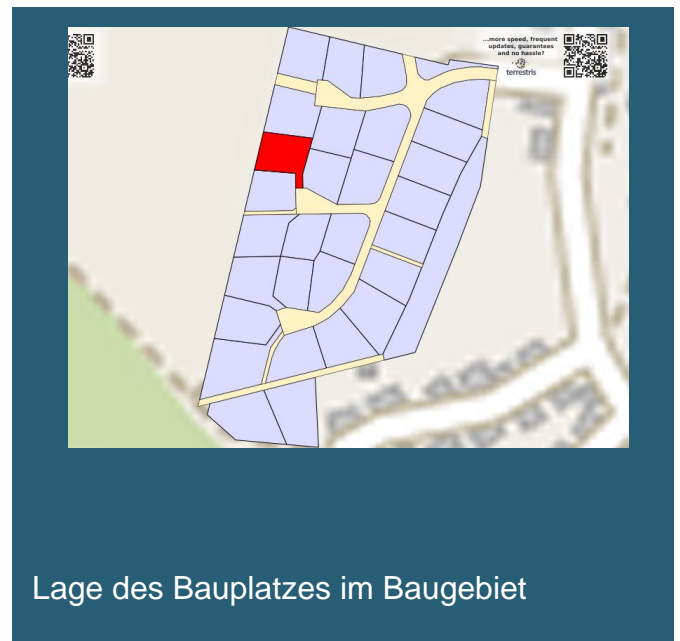 ...more speed, frequent
updates, guarantees
and no hassle?
terrestris
Lage des Bauplatzes im Baugebiet